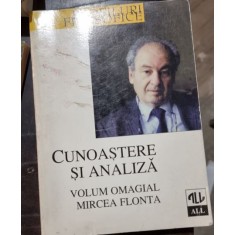 CUNOAȘTERE
ȘI ANALIZĂ
VOLUM OMAGIAL
MIRCEA FLONTA
ALL